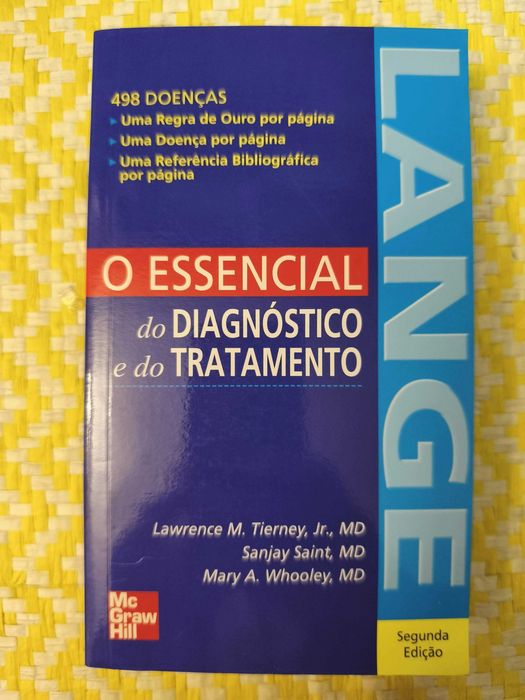 498 DOENÇAS
Uma Regra de Ouro por página
Uma Doença por página
Uma Referência Bibliográfica
por página
O ESSENCIAL
do DIAGNÓSTICO
e do TRATAMENTO
LANGE
Lawrence M. Tierney, Jr., MD
Sanjay Saint, MD
Mary A. Whooley, MD
Mc
Graw
Hill
Segunda
Edição